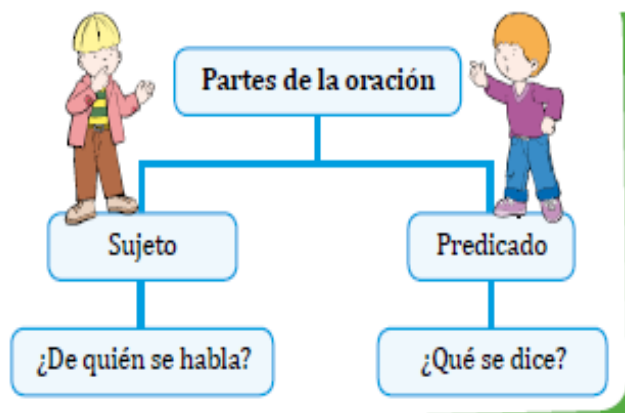 Partes de la oración
Sujeto
Predicado
¿De quién se habla?
¿Qué se dice?